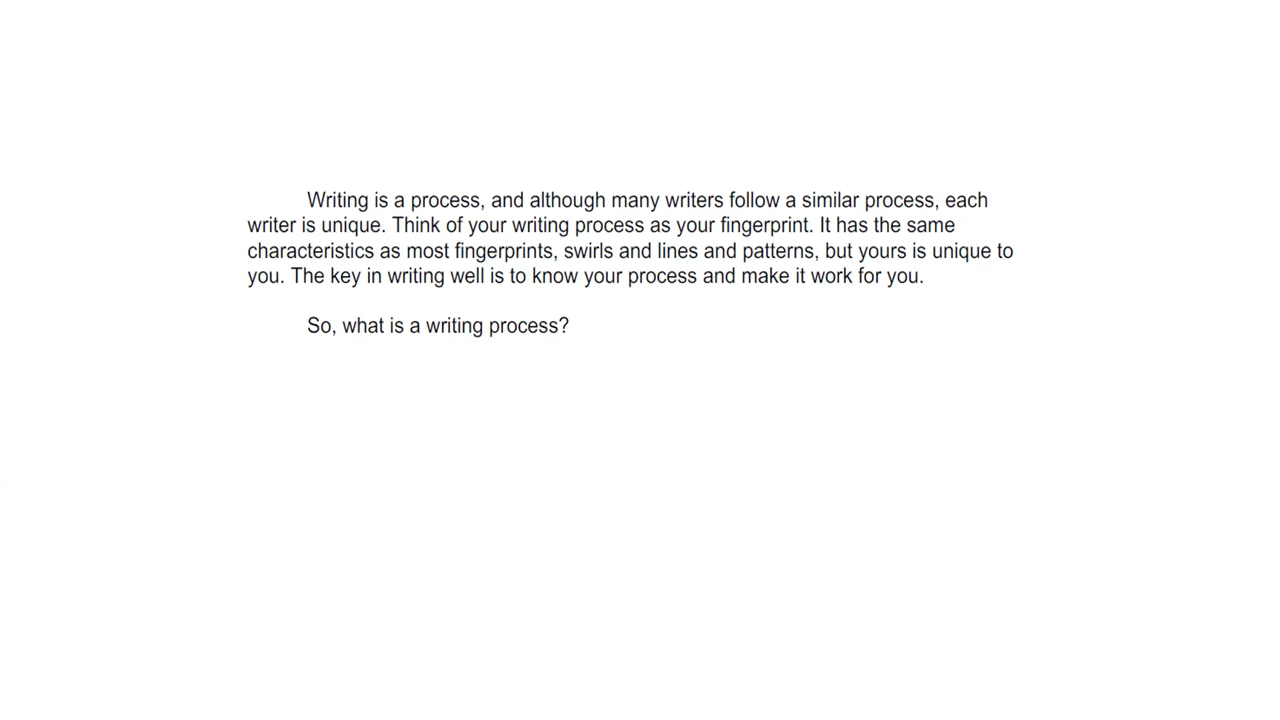 Writing is a process, and although many writers follow a similar process, each
writer is unique. Think of your writing process as your fingerprint. It has the same
characteristics as most fingerprints, swirls and lines and patterns, but yours is unique to
you. The key in writing well is to know your process and make it work for you.
So, what is a writing process?